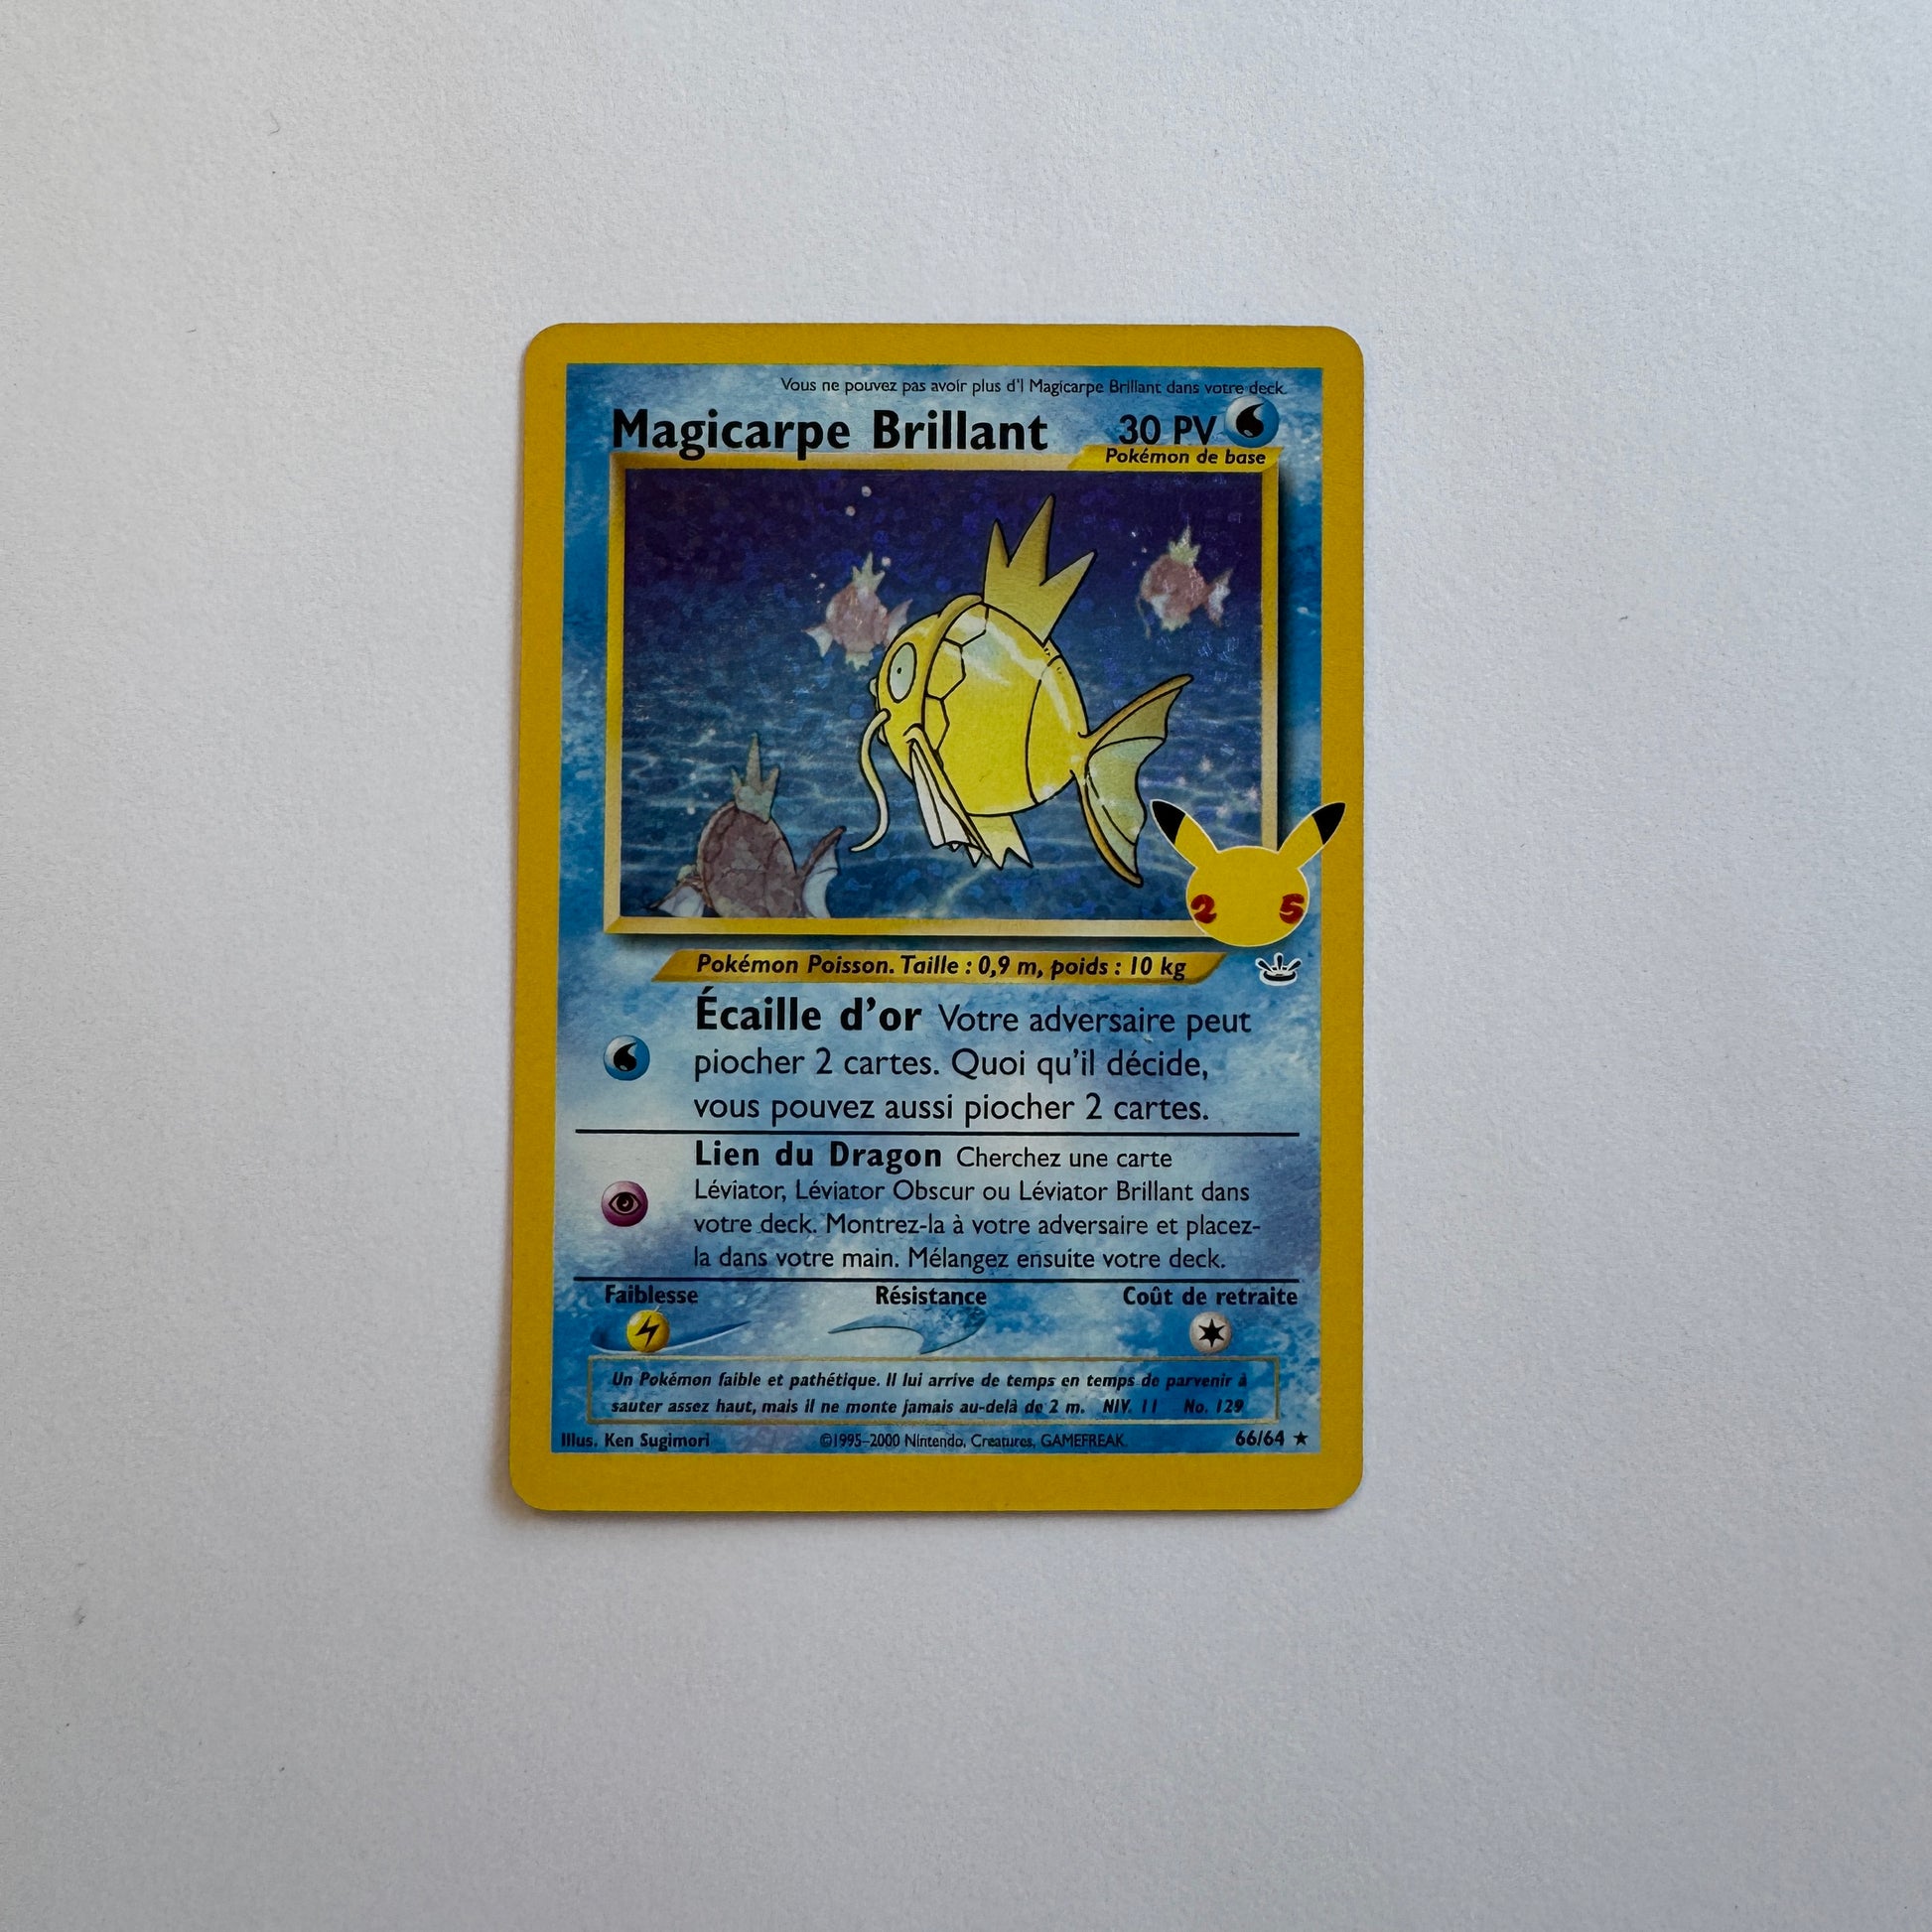 Vous ne pouvez pas avoir plus d'1 Magicarpe Brillant dans votre deck.
Magicarpe Brillant 30 PV
Pokémon de base
2 5
Pokémon Poisson. Taille : 0,9 m, poids : 10 kg
Écaille d'or Votre adversaire peut
piocher 2 cartes. Quoi qu'il décide,
vous pouvez aussi piocher 2 cartes.
Lien du Dragon Cherchez une carte
Léviator, Léviator Obscur ou Léviator Brillant dans
votre deck. Montrez-la à votre adversaire et placez-
la dans votre main. Mélangez ensuite votre deck.
Faiblesse Résistance Coût de retraite
Un Pokémon faible et pathétique. Il lui arrive de temps en temps de parvenir à
sauter assez haut, mais il ne monte jamais au-delà de 2 m. NIV. 11 No. 129
Illus. Ken Sugimori ©1995–2000 Nintendo, Creatures, GAMEFREAK. 66/64 ★